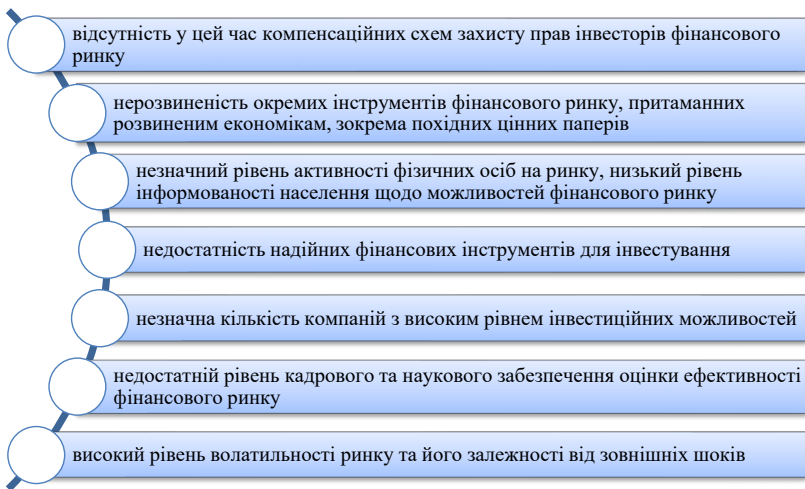 відсутність у цей час компенсаційних схем захисту прав інвесторів фінансового
ринку
нерозвиненість окремих інструментів фінансового ринку, притаманних
розвиненим економікам, зокрема похідних цінних паперів
незначний рівень активності фізичних осіб на ринку, низький рівень
інформованості населення щодо можливостей фінансового ринку
недостатність надійних фінансових інструментів для інвестування
незначна кількість компаній з високим рівнем інвестиційних можливостей
недостатній рівень кадрового та наукового забезпечення оцінки ефективності
фінансового ринку
високий рівень волатильності ринку та його залежності від зовнішніх шоків